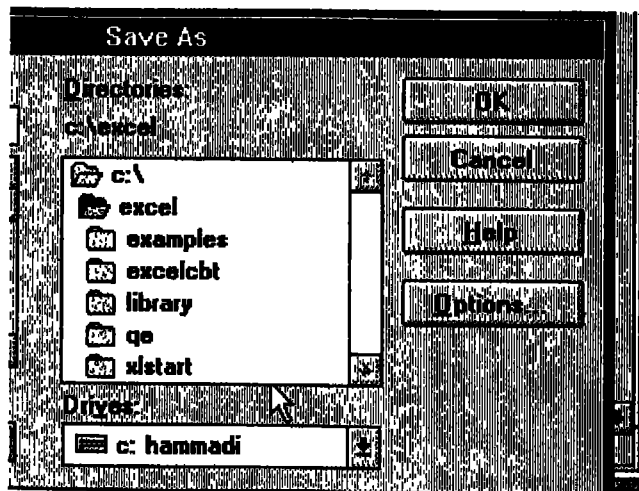 Save As
Directories:
c:\excel
c:\
excel
examples
excelcbt
library
qe
xlstart
Drives:
c: hammadi
OK
Cancel
Help
Options...